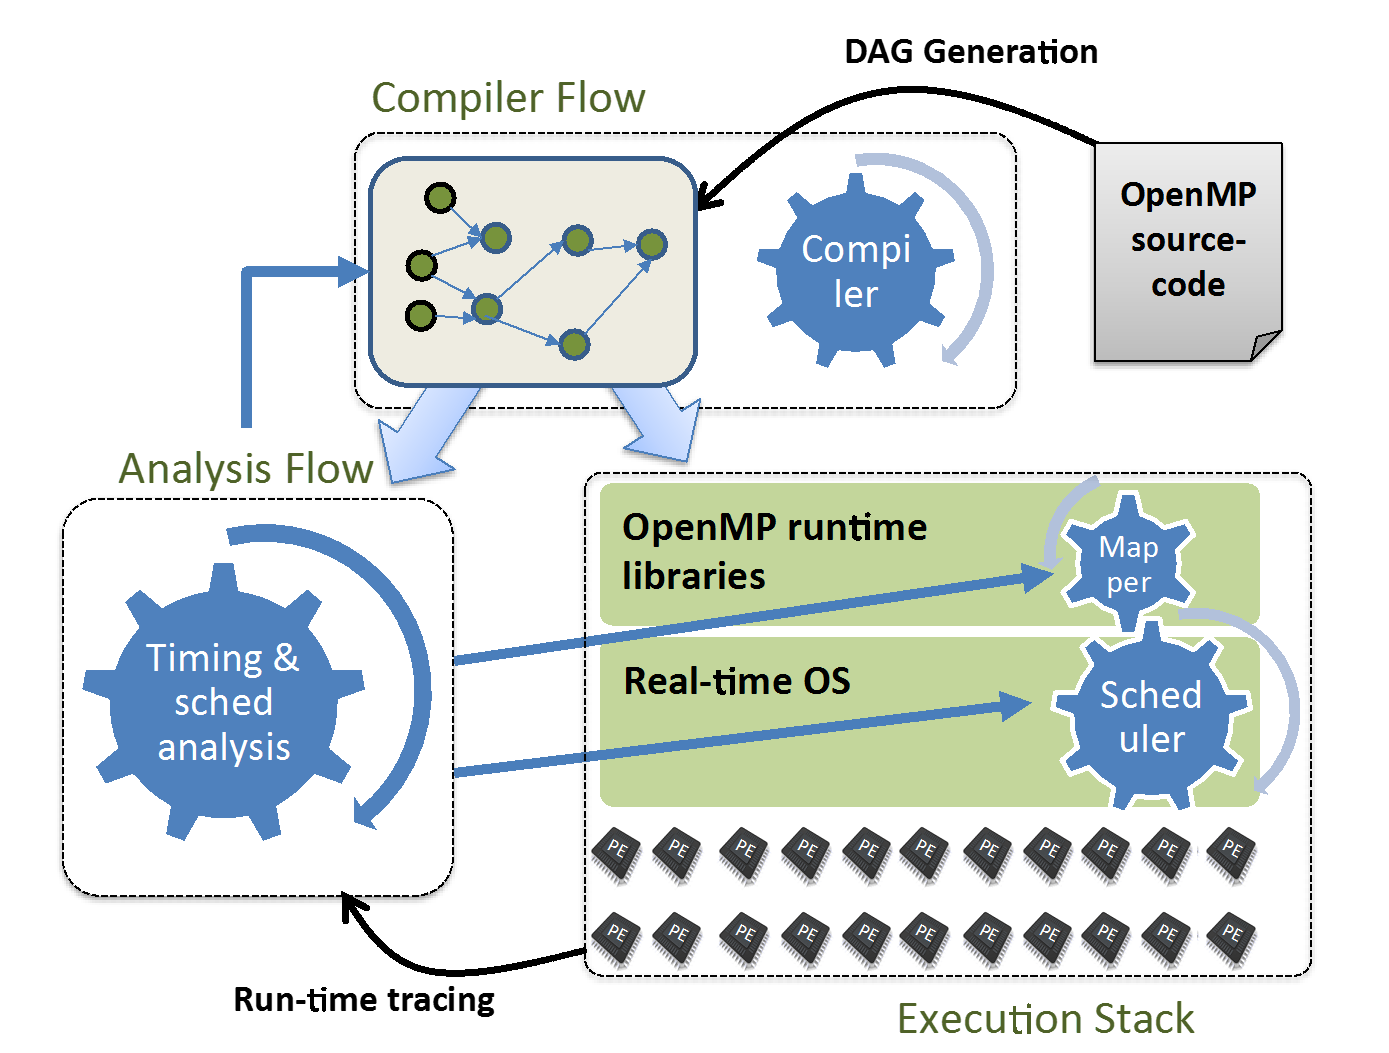 DAG Generation
Compiler Flow
OpenMP
source-
code
Compi
ler
Analysis Flow
Timing &
sched
analysis
OpenMP runtime
libraries
Map
per
Real-time OS
Sched
uler
PE PE PE PE PE PE PE PE PE PE PE
PE PE PE PE PE PE PE PE PE PE PE
Run-time tracing
Execution Stack